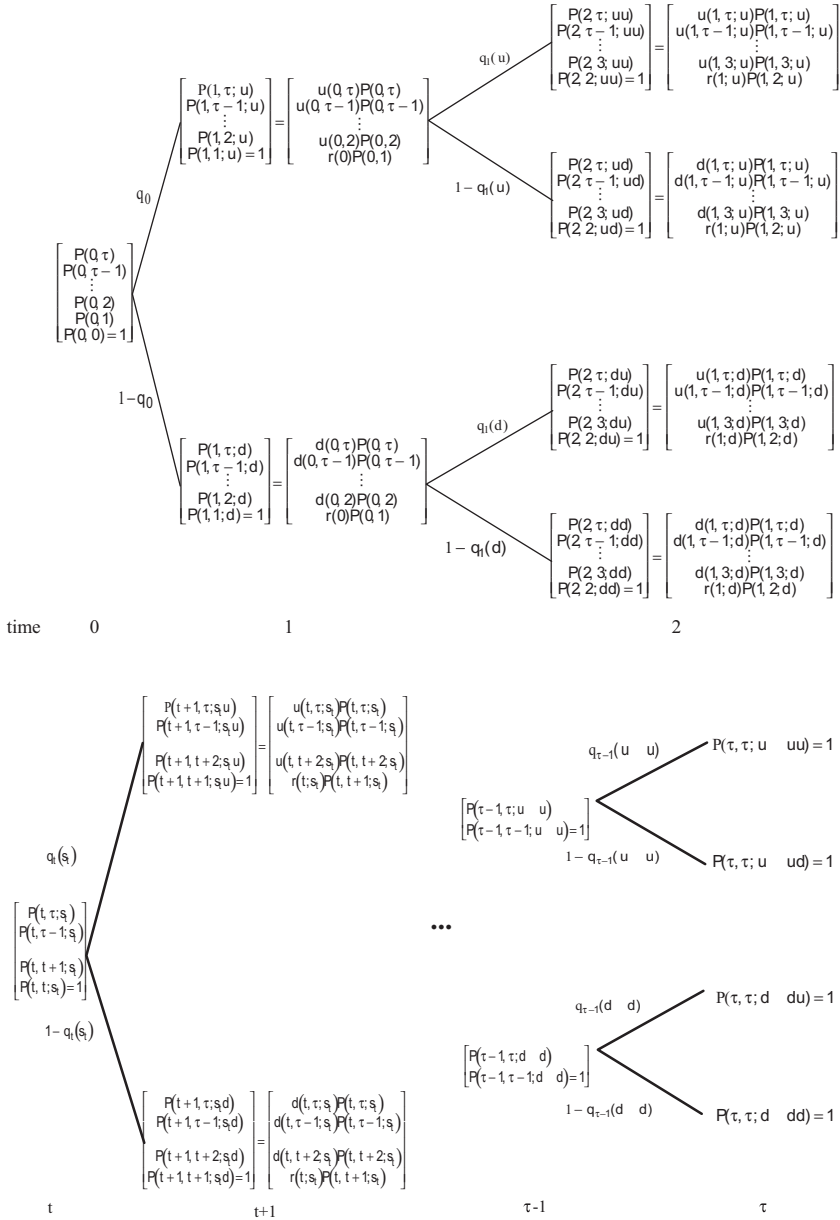 P(2, τ; uu) = u(1, τ; u)P(1, τ; u)
P(2, τ − 1; uu) u(1, τ − 1; u)P(1, τ − 1; u)
⋮ ⋮
P(2, 3; uu) u(1, 3; u)P(1, 3; u)
P(2, 2; uu) = 1 r(1; u)P(1, 2; u)
q₁(u)
P(1, τ; u) = u(0, τ)P(0, τ)
P(1, τ − 1; u) u(0, τ − 1)P(0, τ − 1)
⋮ ⋮
P(1, 2; u) u(0, 2)P(0, 2)
P(1, 1; u) = 1 r(0)P(0, 1)
1 − q₁(u)
P(2, τ; ud) = d(1, τ; u)P(1, τ; u)
P(2, τ − 1; ud) d(1, τ − 1; u)P(1, τ − 1; u)
⋮ ⋮
P(2, 3; ud) d(1, 3; u)P(1, 3; u)
P(2, 2; ud) = 1 r(1; u)P(1, 2; u)
q₀
P(0, τ)
P(0, τ − 1)
⋮
P(0, 2)
P(0, 1)
P(0, 0) = 1
1−q₀
P(2, τ; du) = u(1, τ; d)P(1, τ; d)
P(2, τ − 1; du) u(1, τ − 1; d)P(1, τ − 1; d)
⋮ ⋮
P(2, 3; du) u(1, 3; d)P(1, 3; d)
P(2, 2; du) = 1 r(1; d)P(1, 2; d)
q₁(d)
P(1, τ; d) = d(0, τ)P(0, τ)
P(1, τ − 1; d) d(0, τ − 1)P(0, τ − 1)
⋮ ⋮
P(1, 2; d) d(0, 2)P(0, 2)
P(1, 1; d) = 1 r(0)P(0, 1)
1 − q₁(d)
P(2, τ; dd) = d(1, τ; d)P(1, τ; d)
P(2, τ − 1; dd) d(1, τ − 1; d)P(1, τ − 1; d)
⋮ ⋮
P(2, 3; dd) d(1, 3; d)P(1, 3; d)
P(2, 2; dd) = 1 r(1; d)P(1, 2; d)
time 0 1 2
P(t + 1, τ; sₜu) = u(t, τ; sₜ)P(t, τ; sₜ)
P(t + 1, τ − 1; sₜu) u(t, τ − 1; sₜ)P(t, τ − 1; sₜ)
P(t + 1, t + 2; sₜu) u(t, t + 2; sₜ)P(t, t + 2; sₜ)
P(t + 1, t + 1; sₜu) = 1 r(t; sₜ)P(t, t + 1; sₜ)
qₜ(sₜ)
P(t, τ; sₜ)
P(t, τ − 1; sₜ)
P(t, t + 1; sₜ)
P(t, t; sₜ) = 1
1 − qₜ(sₜ)
P(t + 1, τ; sₜd) = d(t, τ; sₜ)P(t, τ; sₜ)
P(t + 1, τ − 1; sₜd) d(t, τ − 1; sₜ)P(t, τ − 1; sₜ)
P(t + 1, t + 2; sₜd) d(t, t + 2; sₜ)P(t, t + 2; sₜ)
P(t + 1, t + 1; sₜd) = 1 r(t; sₜ)P(t, t + 1; sₜ)
•••
q_{τ−1}(u u)
P(τ, τ; u uu) = 1
P(τ − 1, τ; u u)
P(τ − 1, τ − 1; u u) = 1
1 − q_{τ−1}(u u)
P(τ, τ; u ud) = 1
q_{τ−1}(d d)
P(τ, τ; d du) = 1
P(τ − 1, τ; d d)
P(τ − 1, τ − 1; d d) = 1
1 − q_{τ−1}(d d)
P(τ, τ; d dd) = 1
t t+1 τ-1 τ